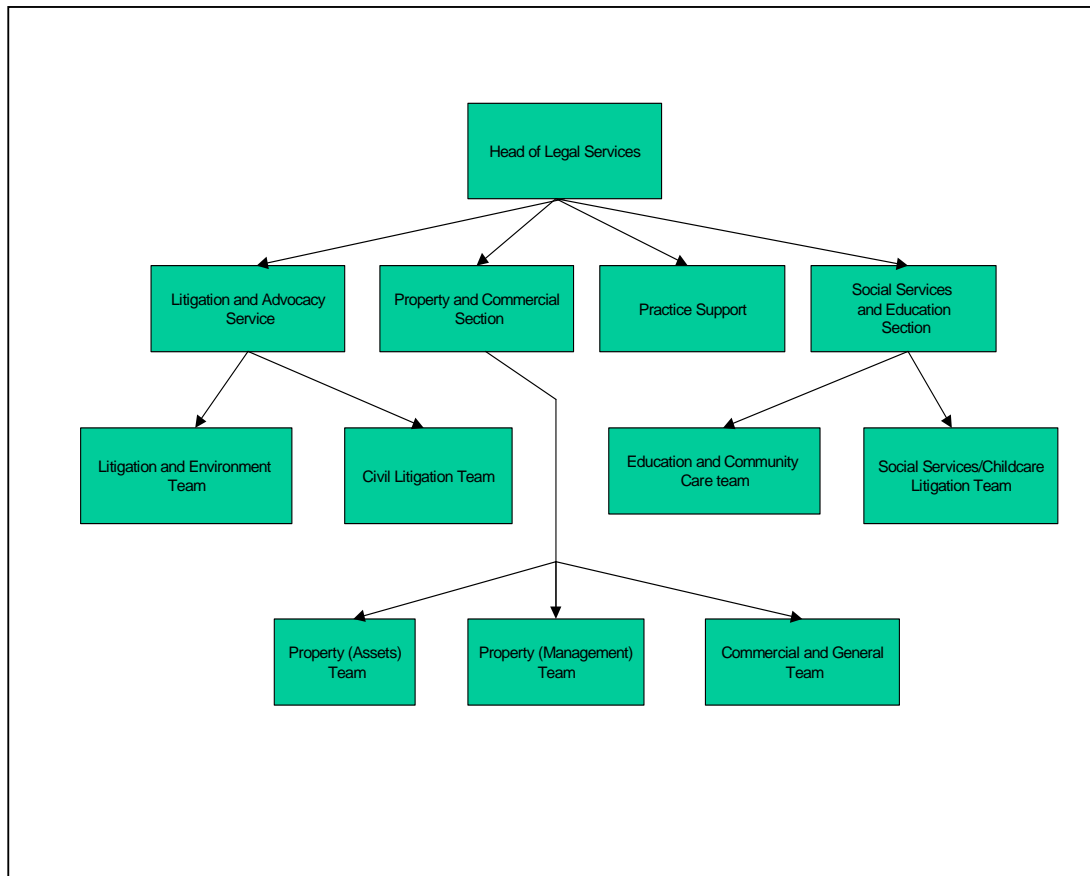 Head of Legal Services
Litigation and Advocacy
Service
Property and Commercial
Section
Practice Support
Social Services
and Education
Section
Litigation and Environment
Team
Civil Litigation Team
Education and Community
Care team
Social Services/Childcare
Litigation Team
Property (Assets)
Team
Property (Management)
Team
Commercial and General
Team